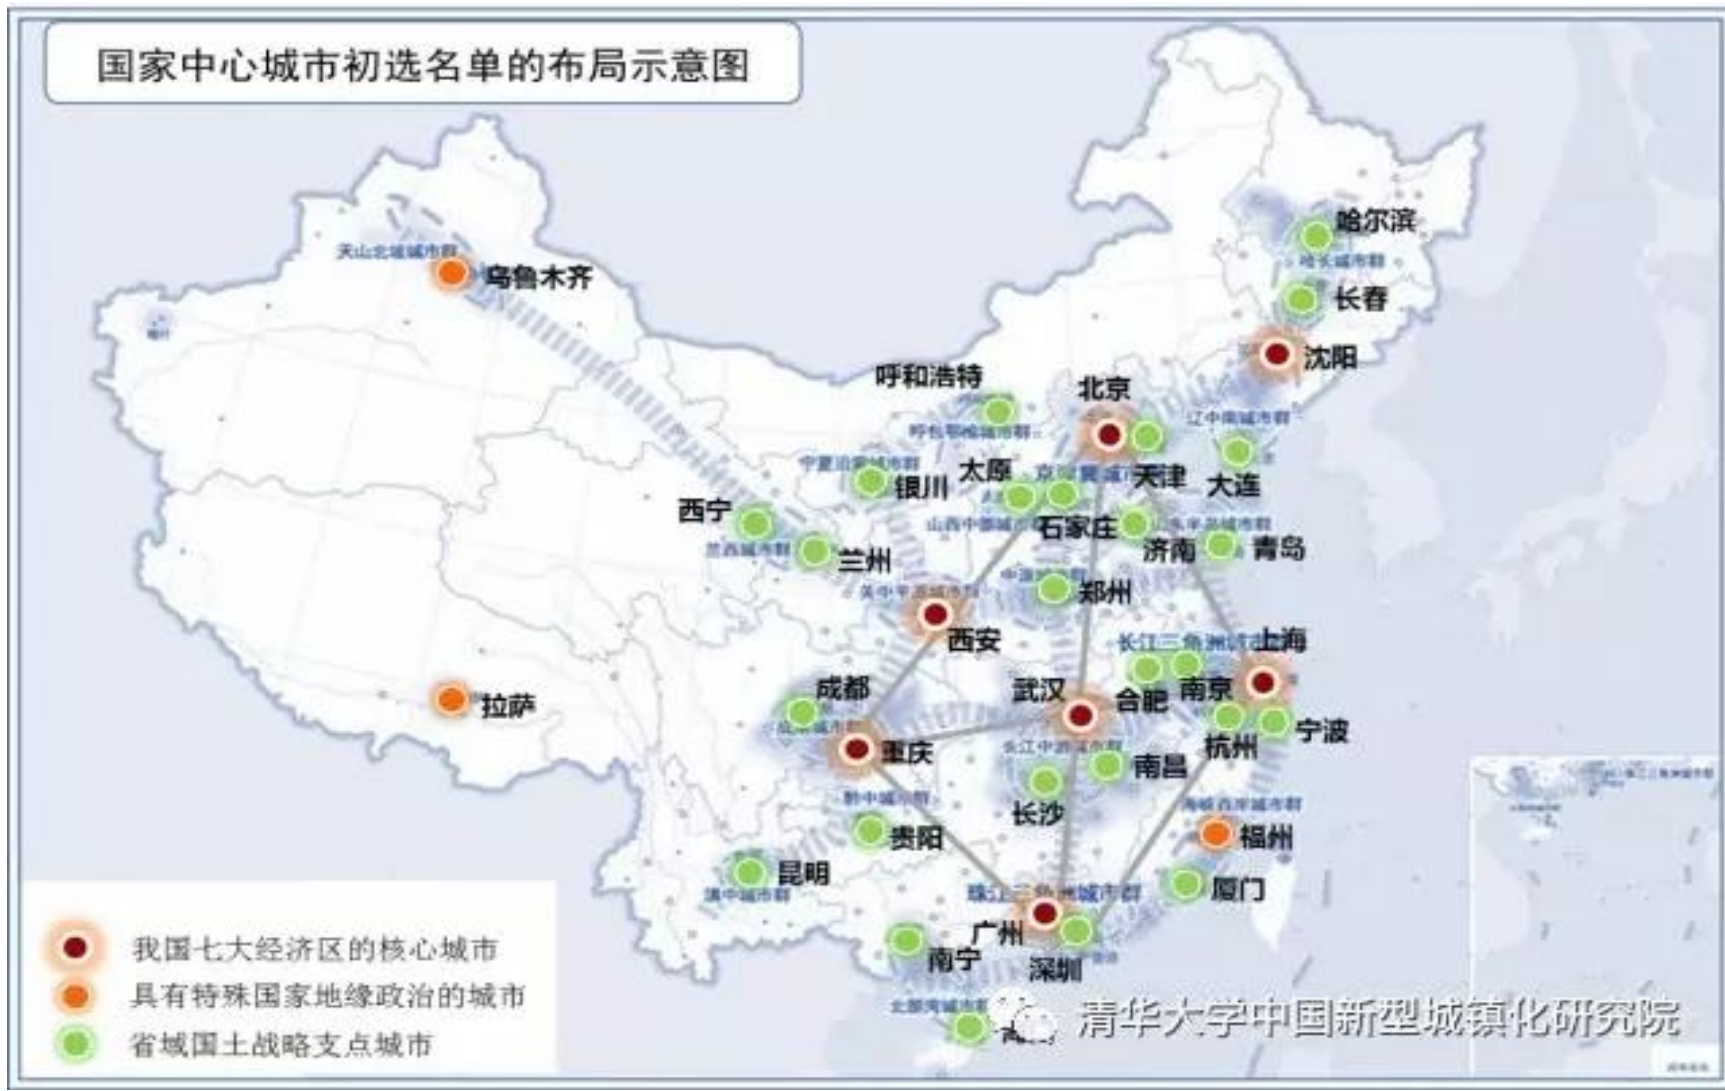 国家中心城市初选名单的布局示意图
哈尔滨
天山北坡城市群
哈长城市群
乌鲁木齐
长春
沈阳
呼和浩特
北京
辽中南城市群
呼包鄂榆城市群
宁夏沿黄城市群
太原
天津
大连
银川
西宁
山西中部城市群
石家庄
山东半岛城市群
兰西城市群
济南
青岛
兰州
郑州
关中平原城市群
西安
长江三角洲城市
上海
成都
武汉
合肥
南京
拉萨
宁波
重庆
长江中游城市群
杭州
南昌
黔中城市群
长沙
海峡西岸城市群
贵阳
福州
昆明
滇中城市群
珠江三角洲城市群
厦门
广州
南宁
深圳
北部湾城市群
我国七大经济区的核心城市
具有特殊国家地缘政治的城市
省域国土战略支点城市
清华大学中国新型城镇化研究院